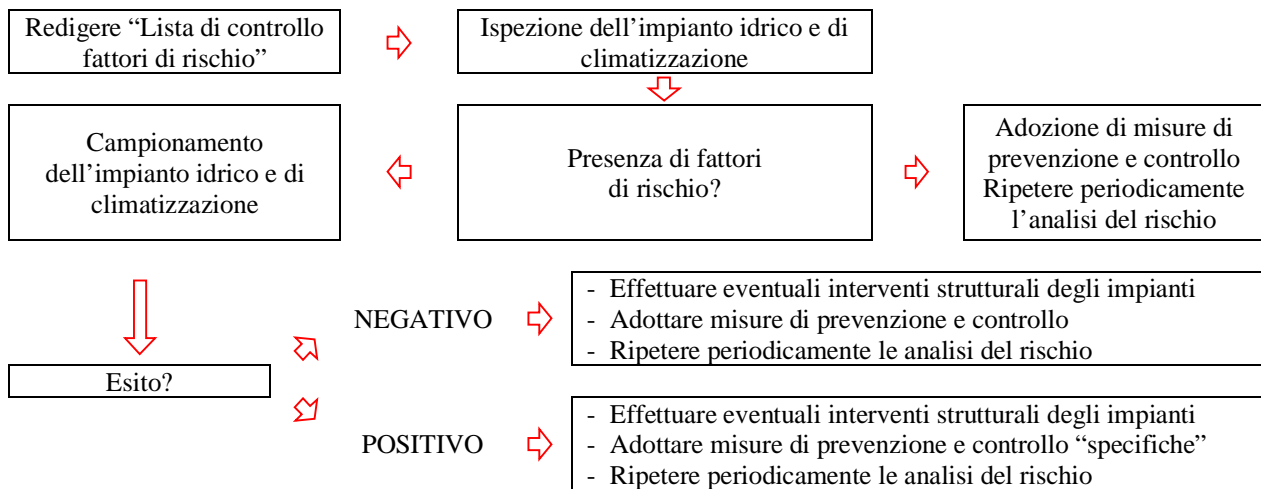 Redigere “Lista di controllo
fattori di rischio”
Ispezione dell’impianto idrico e di
climatizzazione
Campionamento
dell’impianto idrico e di
climatizzazione
Presenza di fattori
di rischio?
Adozione di misure di
prevenzione e controllo
Ripetere periodicamente
l’analisi del rischio
Esito?
NEGATIVO
- Effettuare eventuali interventi strutturali degli impianti
- Adottare misure di prevenzione e controllo
- Ripetere periodicamente le analisi del rischio
POSITIVO
- Effettuare eventuali interventi strutturali degli impianti
- Adottare misure di prevenzione e controllo “specifiche”
- Ripetere periodicamente le analisi del rischio